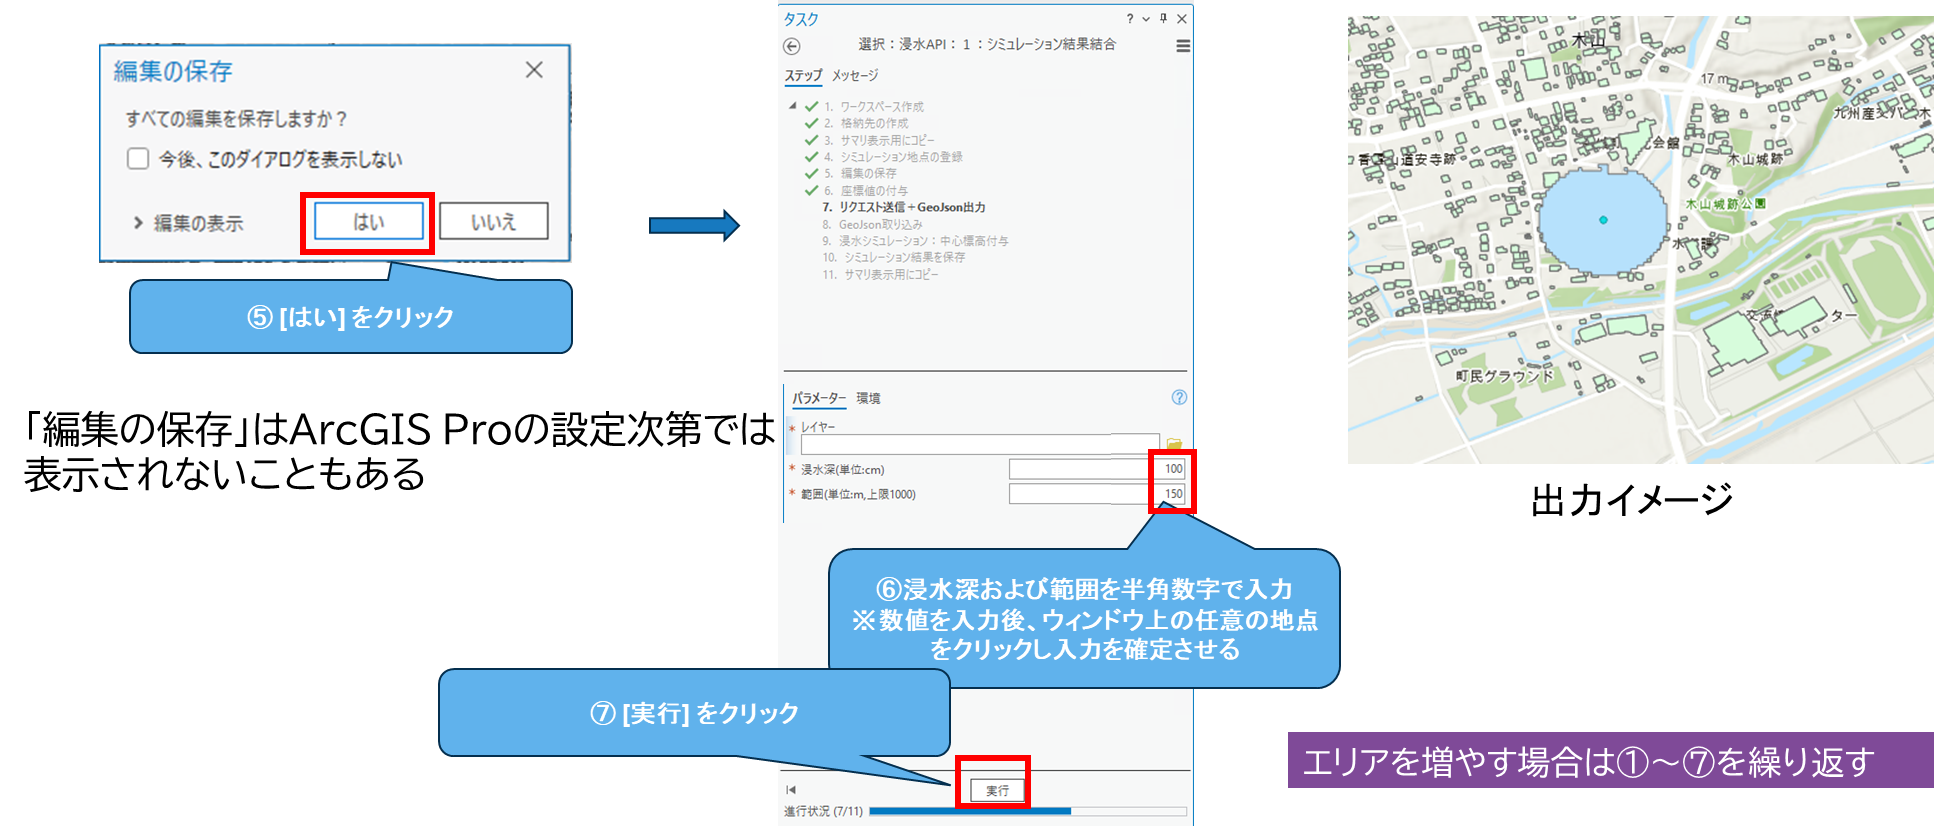 編集の保存
すべての編集を保存しますか？
今後、このダイアログを表示しない
編集の表示
はい
いいえ
⑤ [はい] をクリック
「編集の保存」はArcGIS Proの設定次第では
表示されないこともある
タスク
選択：浸水API：1：シミュレーション結果結合
ステップ メッセージ
1. ワークスペース作成
2. 格納先の作成
3. サマリ表示用にコピー
4. シミュレーション地点の登録
5. 編集の保存
6. 座標値の付与
7. リクエスト送信＋GeoJson出力
8. GeoJson取り込み
9. 浸水シミュレーション：中心標高付与
10. シミュレーション結果を保存
11. サマリ表示用にコピー
パラメーター 環境
* レイヤー
* 浸水深(単位:cm) 100
* 範囲(単位:m,上限1000) 150
⑥浸水深および範囲を半角数字で入力
※数値を入力後、ウィンドウ上の任意の地点
をクリックし入力を確定させる
⑦ [実行] をクリック
実行
進行状況 (7/11)
木山
17 m
会館
木山城跡
木山城跡公園
道安寺跡
町民グラウンド
ター
出力イメージ
エリアを増やす場合は①～⑦を繰り返す